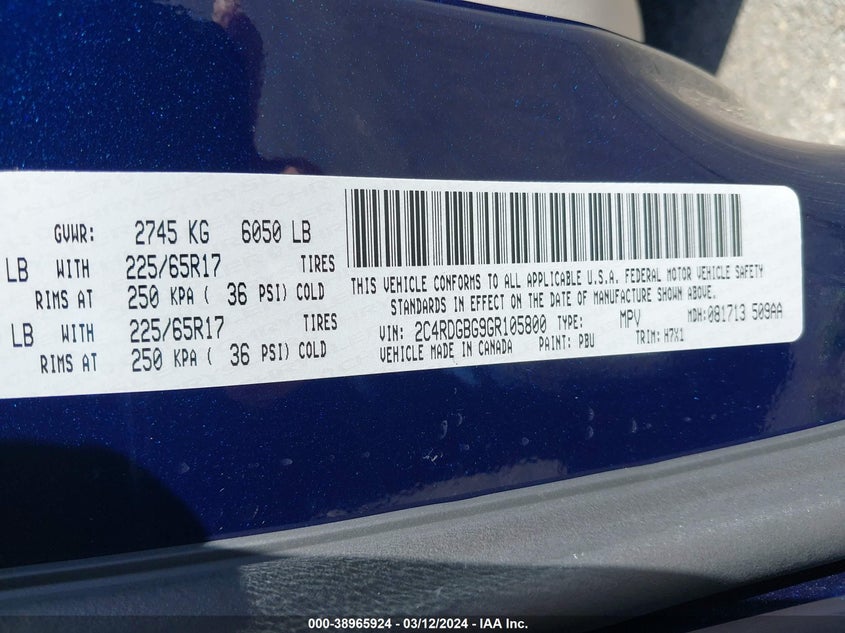 GVWR: 2745 KG 6050 LB
LB WITH 225/65R17 TIRES
RIMS AT 250 KPA ( 36 PSI) COLD
LB WITH 225/65R17 TIRES
RIMS AT 250 KPA ( 36 PSI) COLD
THIS VEHICLE CONFORMS TO ALL APPLICABLE U.S.A. FEDERAL MOTOR VEHICLE SAFETY
STANDARDS IN EFFECT ON THE DATE OF MANUFACTURE SHOWN ABOVE.
VIN: 2C4RDGBG9GR105800 TYPE: MPV MDH:081713 509AA
VEHICLE MADE IN CANADA PAINT: PBU TRIM: H7X1
000-38965924 - 03/12/2024 - IAA Inc.